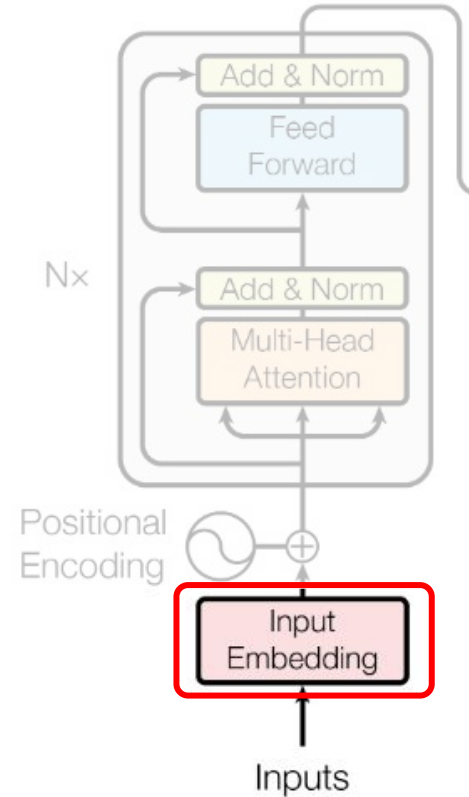 Add & Norm
Feed
Forward
Nx
Add & Norm
Multi-Head
Attention
Positional
Encoding
Input
Embedding
Inputs